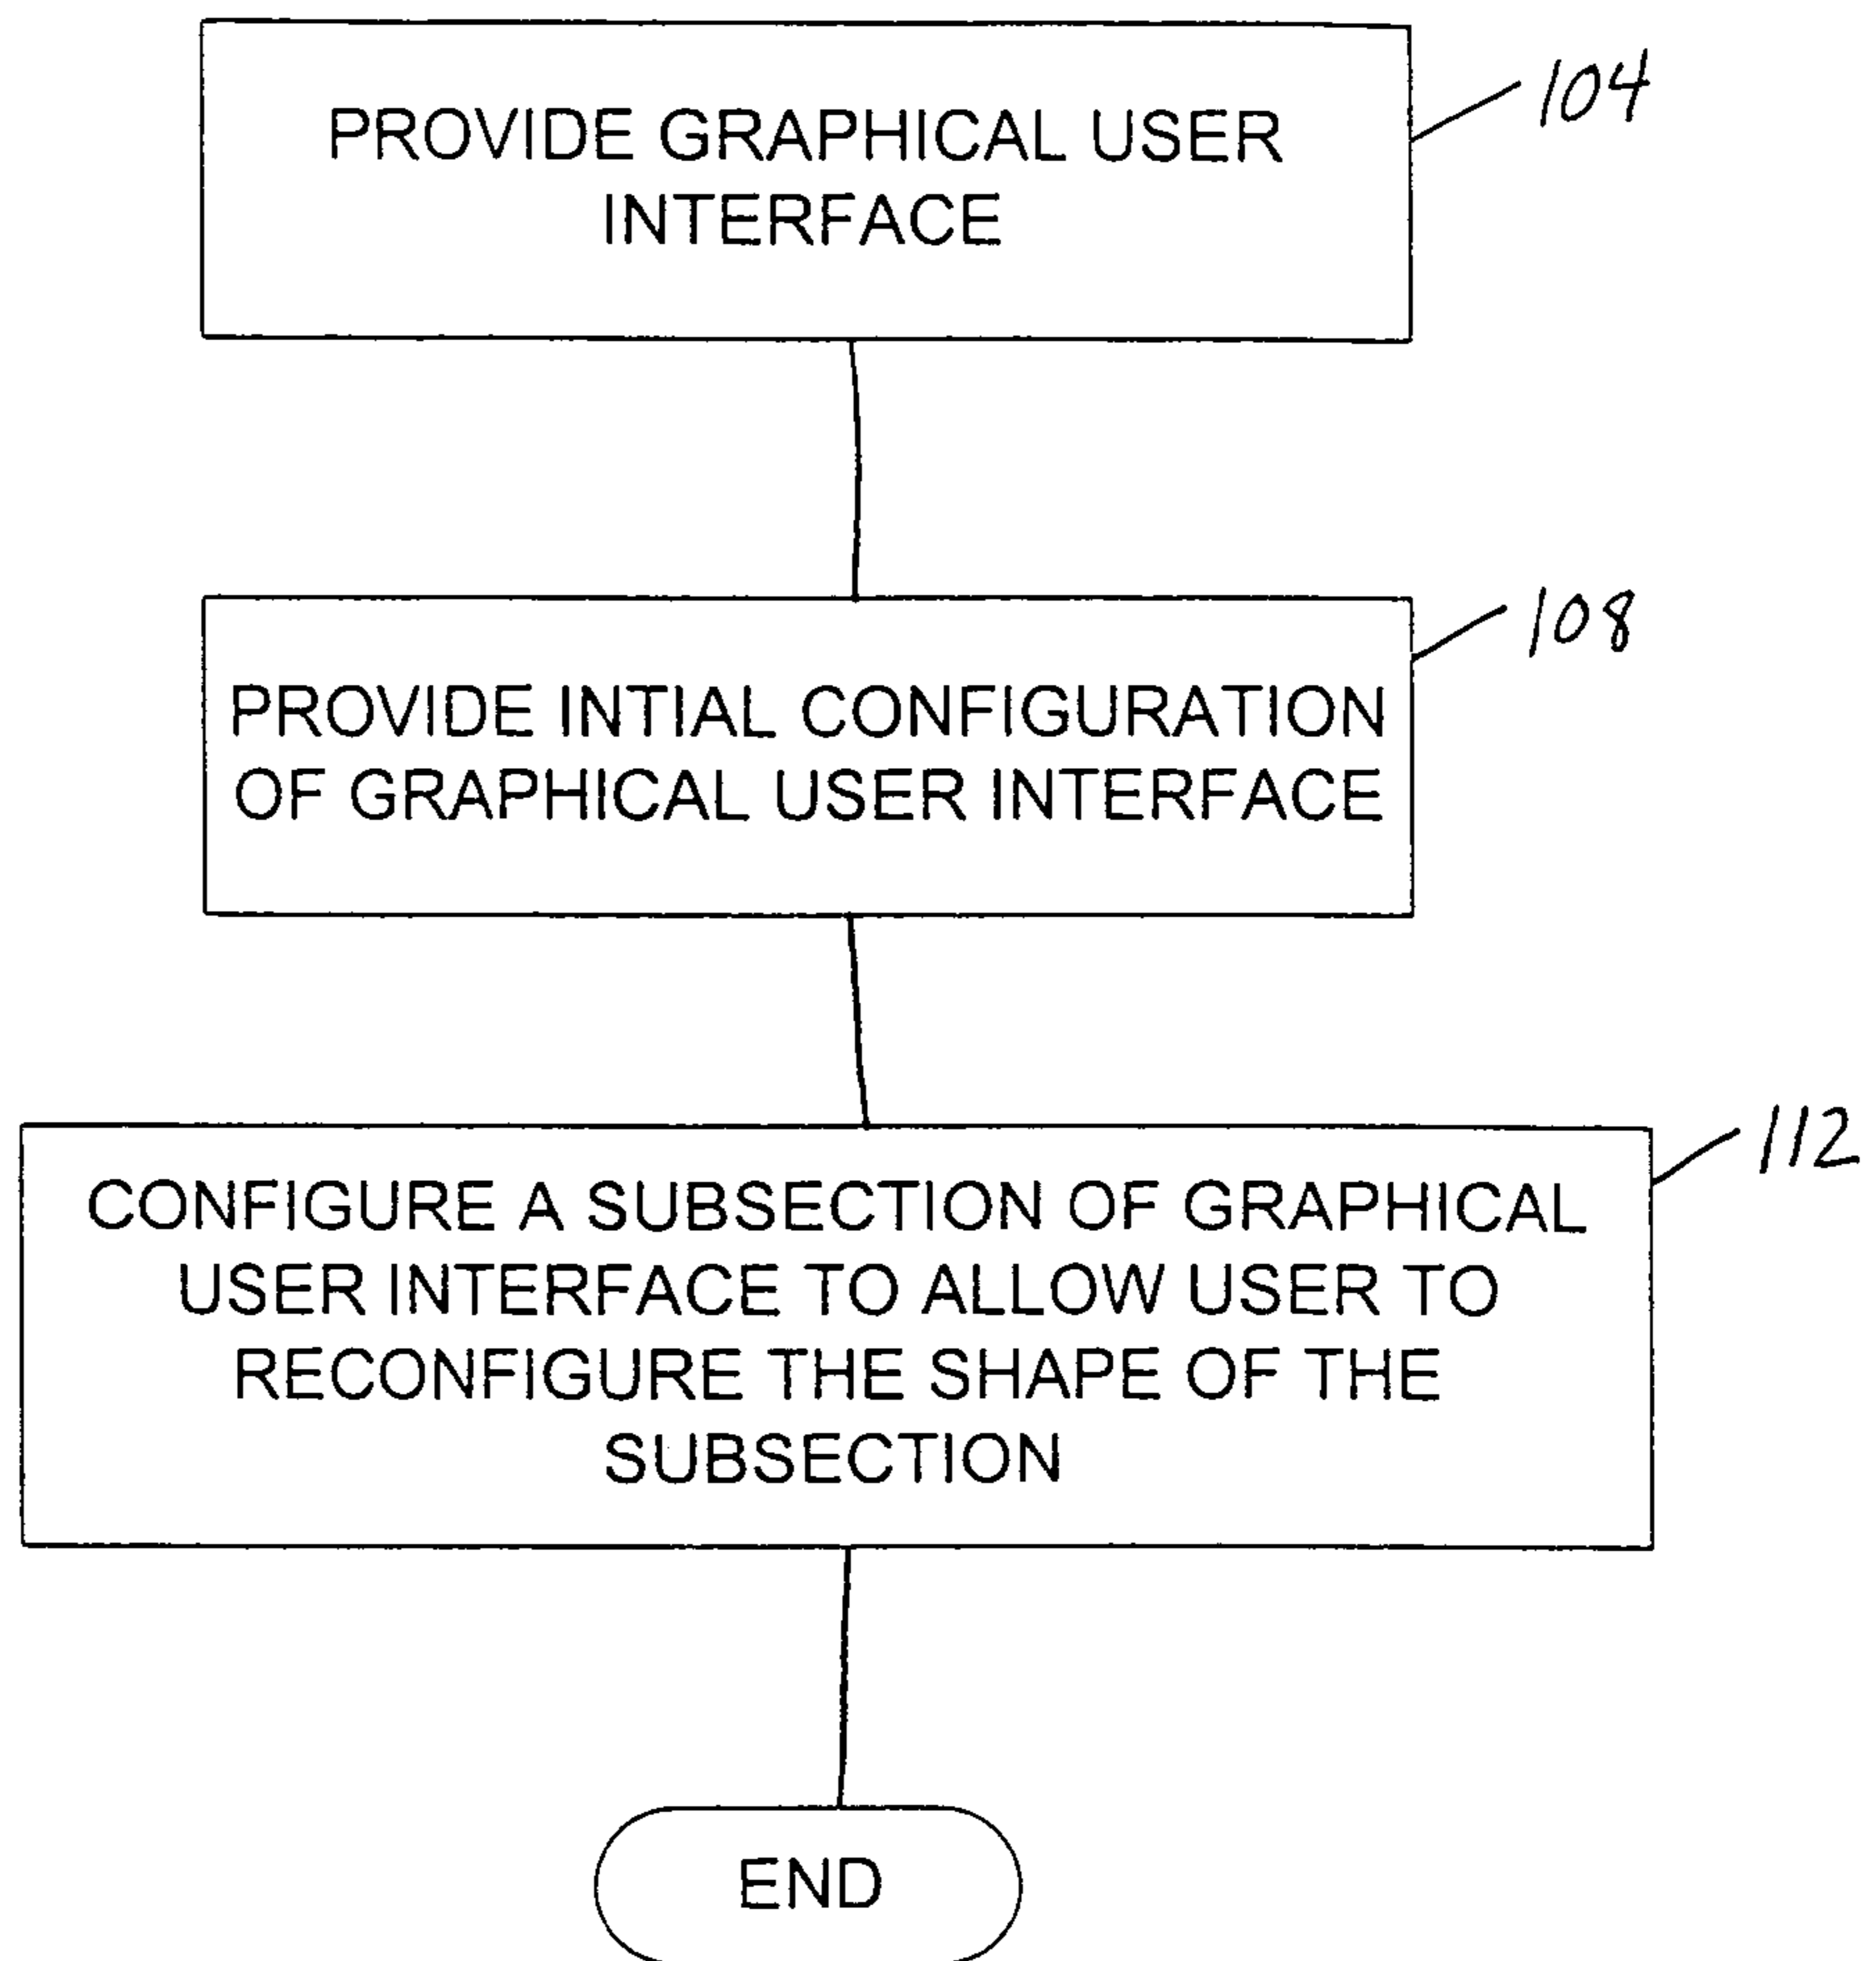 PROVIDE GRAPHICAL USER
INTERFACE
104
PROVIDE INTIAL CONFIGURATION
OF GRAPHICAL USER INTERFACE
108
CONFIGURE A SUBSECTION OF GRAPHICAL
USER INTERFACE TO ALLOW USER TO
RECONFIGURE THE SHAPE OF THE
SUBSECTION
112
END